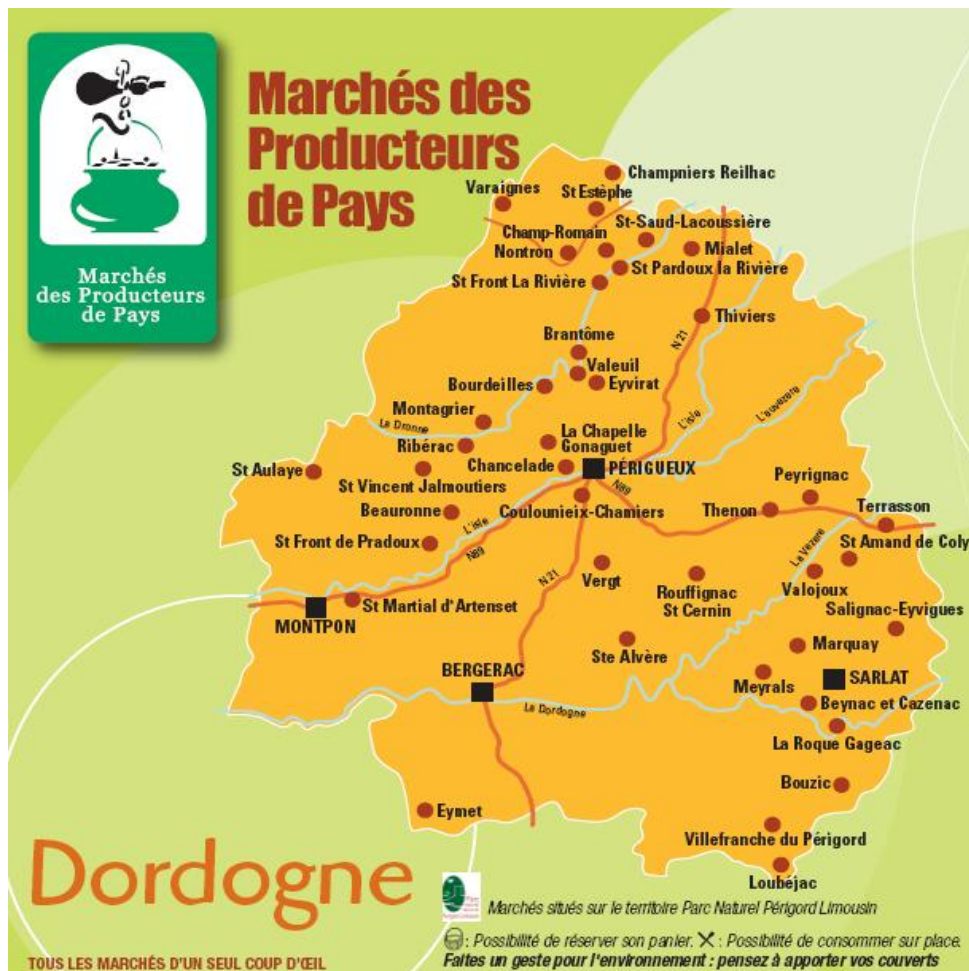 Marchés des
Producteurs
de Pays
Marchés
des Producteurs
de Pays
Champniers Reilhac
Varaignes
St Estèphe
St-Saud-Lacoussière
Champ-Romain
Nontron
Mialet
St Pardoux la Rivière
St Front La Rivière
Thiviers
N 21
Brantôme
Valeuil
Bourdeilles
Eyvirat
L'auvezere
Montagrier
La Dronne
L'isle
La Chapelle
Gonaguet
Ribérac
Chancelade
PÉRIGUEUX
St Aulaye
St Vincent Jalmoutiers
N89
Peyrignac
Beauronne
Coulounieix-Chamiers
Thenon
Terrasson
L'isle
St Front de Pradoux
N89
St Amand de Coly
La Vezere
N 21
Vergt
Rouffignac
St Cernin
Valojoux
St Martial d'Artenset
MONTPON
Salignac-Eyvigues
Ste Alvère
Marquay
BERGERAC
Meyrals
SARLAT
La Dordogne
Beynac et Cazenac
La Roque Gageac
Bouzic
Eymet
Villefranche du Périgord
Loubéjac
Dordogne
Marchés situés sur le territoire Parc Naturel Périgord Limousin
: Possibilité de réserver son panier. : Possibilité de consommer sur place.
Faites un geste pour l'environnement : pensez à apporter vos couverts
TOUS LES MARCHÉS D'UN SEUL COUP D'ŒIL